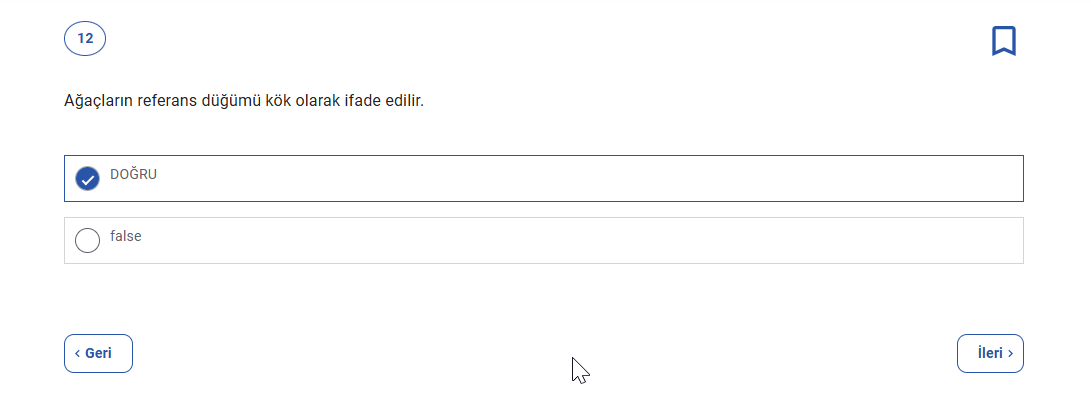 12
Ağaçların referans düğümü kök olarak ifade edilir.
DOĞRU
false
‹ Geri
İleri ›